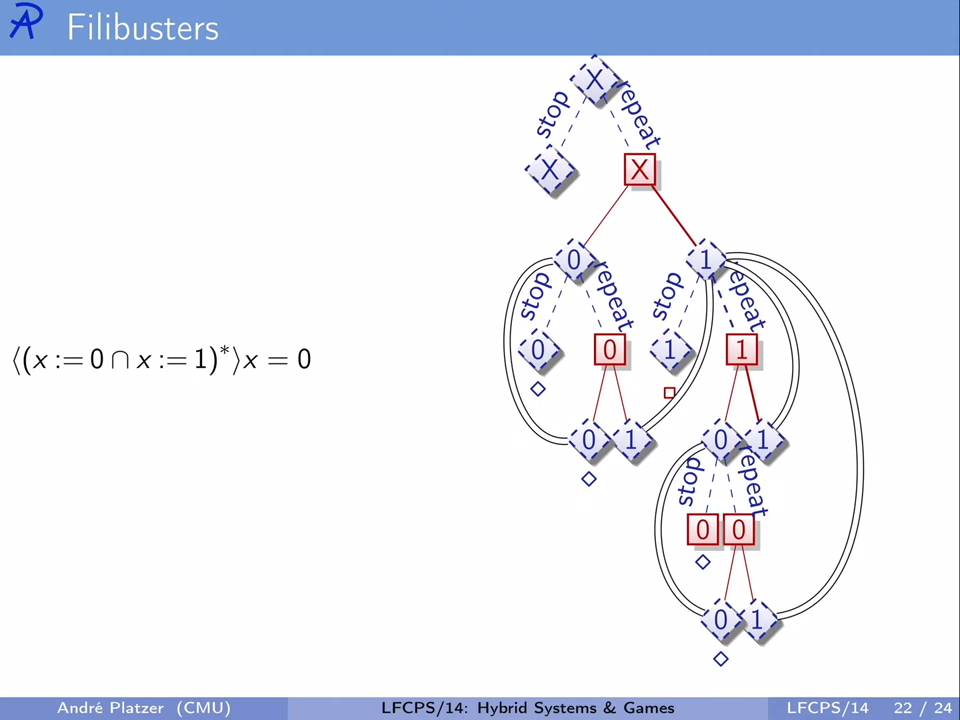 Filibusters
X
stop repeat
X X
0 1
stop repeat stop repeat
⟨(x := 0 ∩ x := 1)*⟩x = 0
0 0 1 1
0 1 0 1
stop repeat
0 0
0 1
André Platzer (CMU) LFCPS/14: Hybrid Systems & Games LFCPS/14 22 / 24